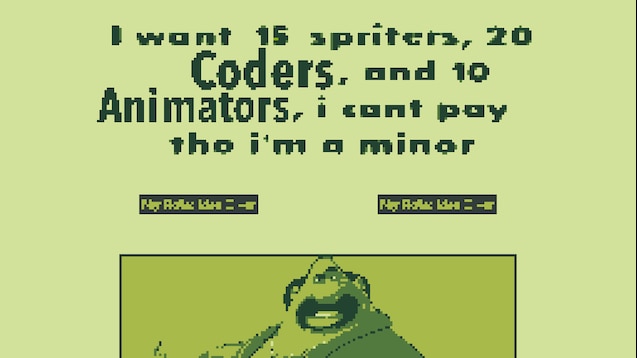 I want 15 spriters, 20
Coders, and 10
Animators, i cant pay
tho i'm a minor